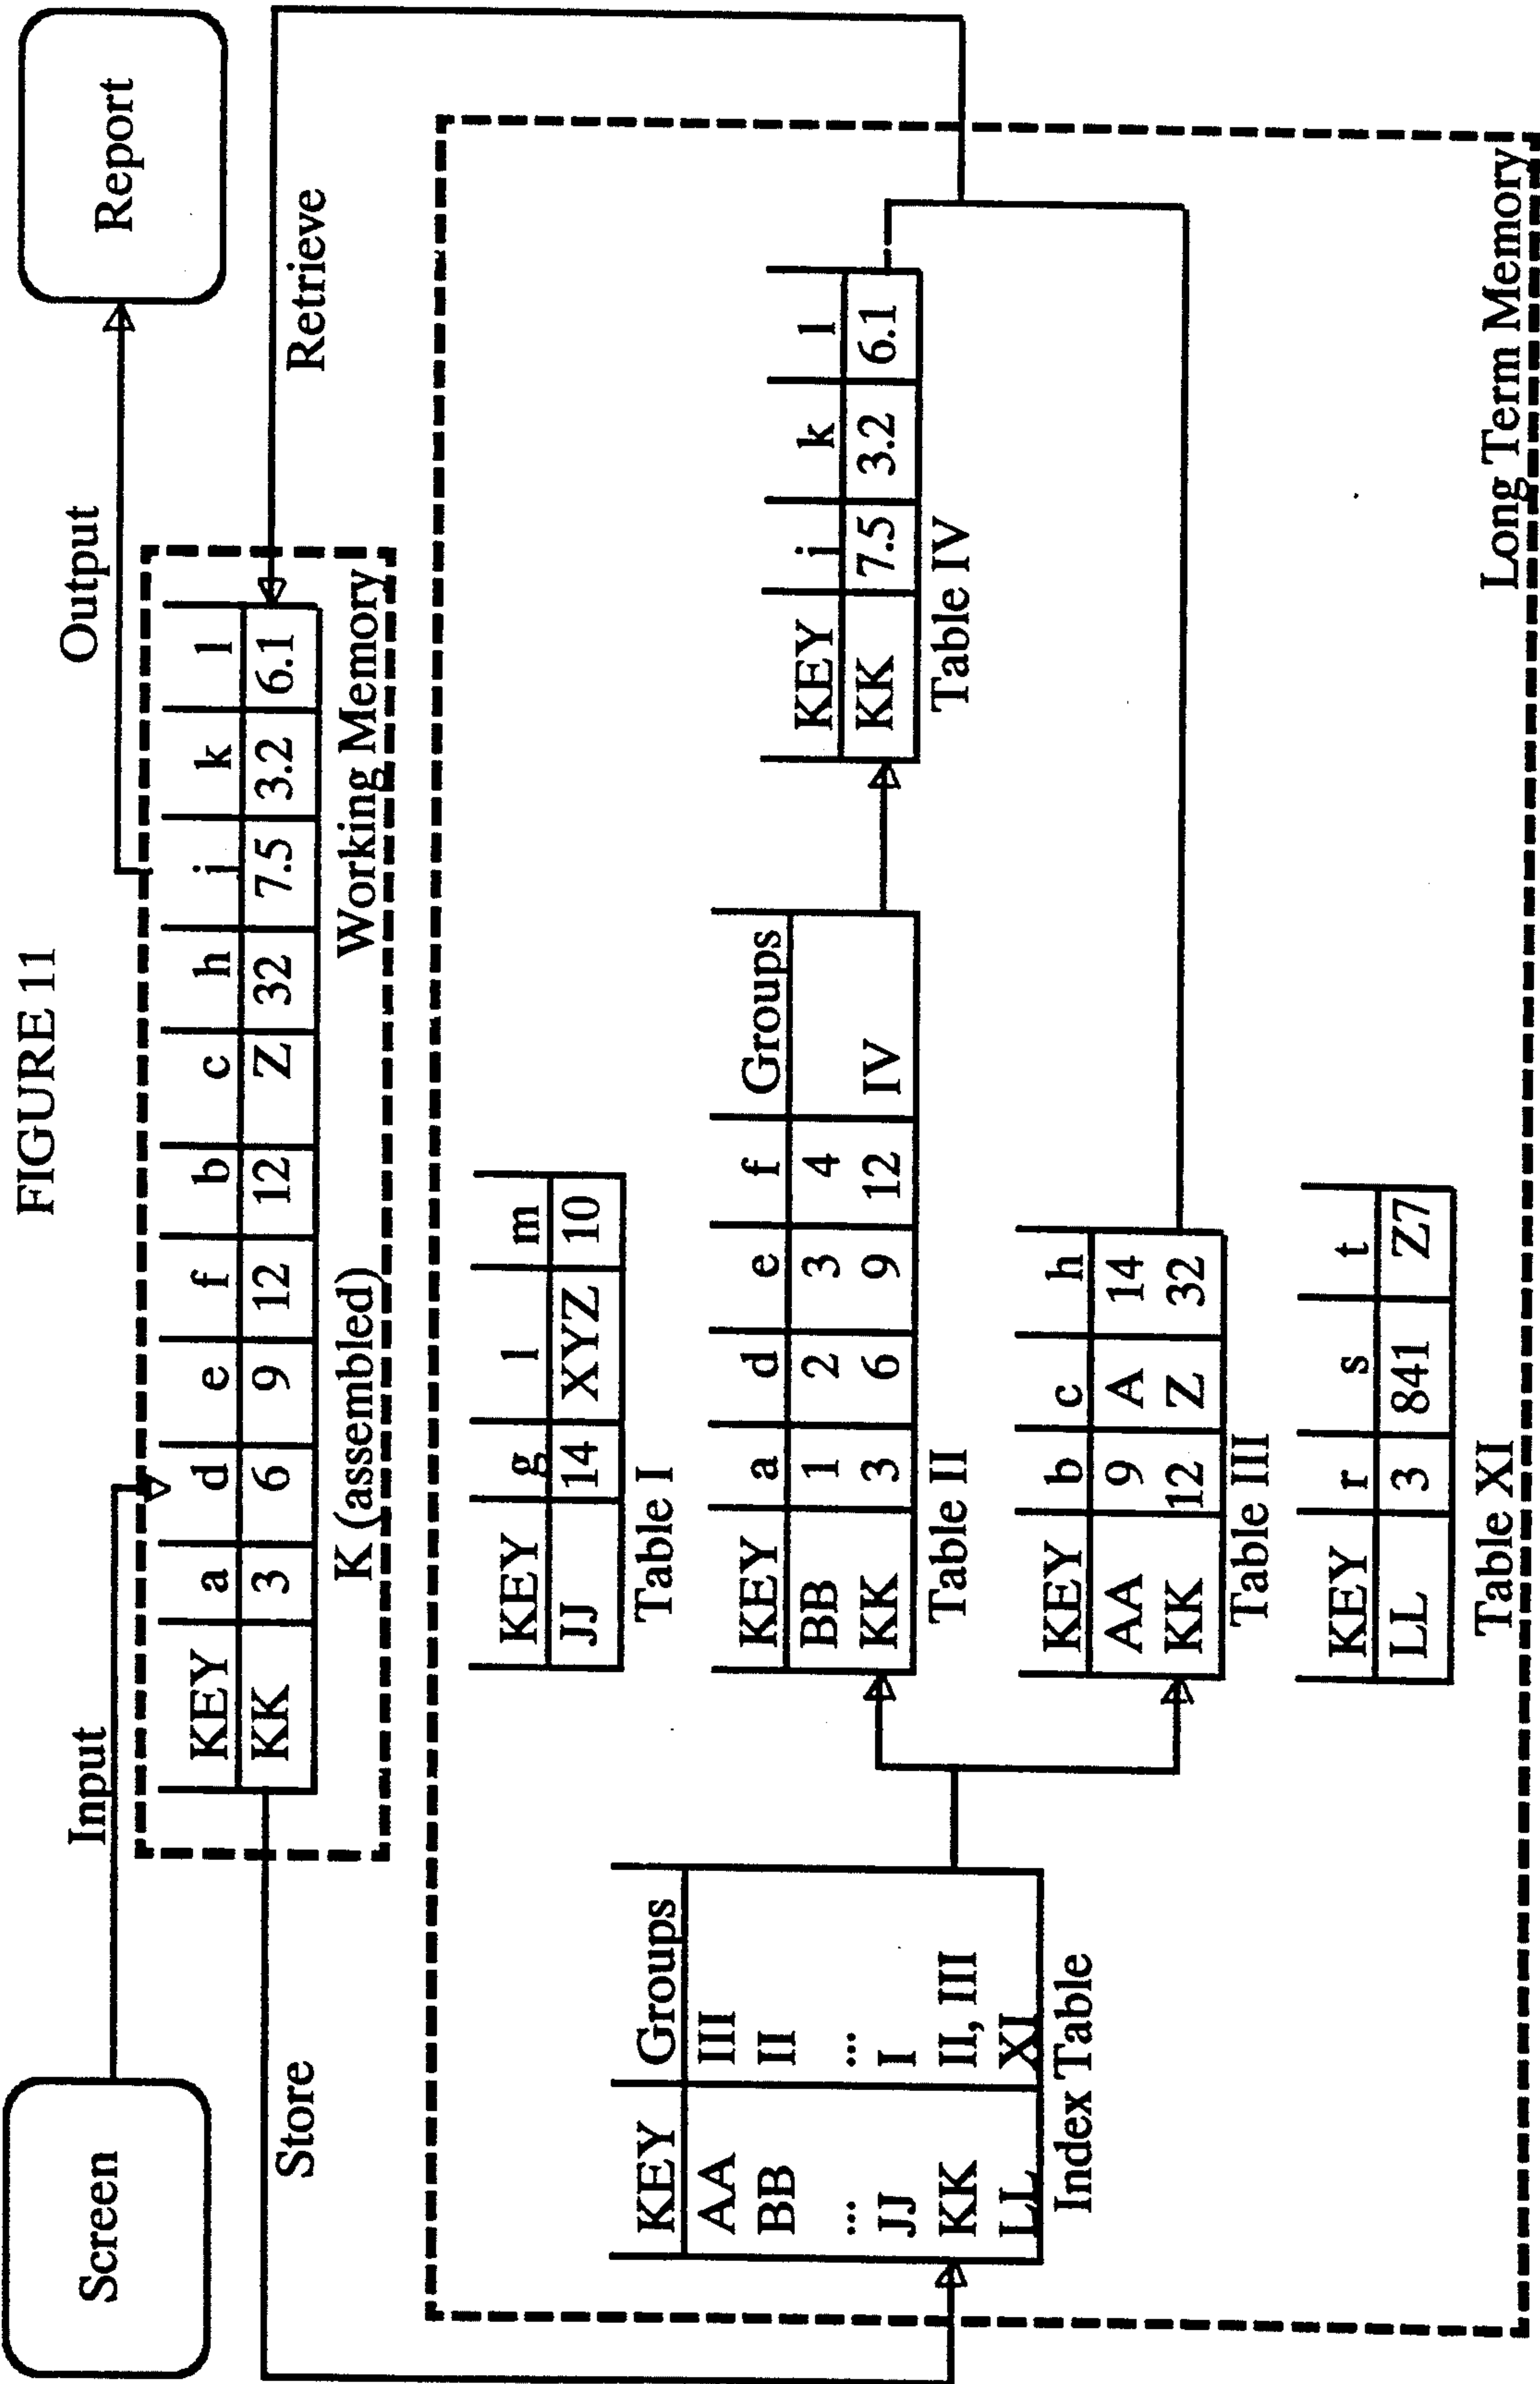 FIGURE 11
Screen
Input
Output
Report
KEY a d e f b c h j k l
KK 3 6 9 12 12 Z 32 7.5 3.2 6.1
K (assembled)
Working Memory
Store
Retrieve
KEY g l m
JJ 14 XYZ 10
Table I
KEY Groups
AA III
BB II
... ...
JJ I
KK II, III
LL XI
Index Table
KEY a d e f Groups
BB 1 2 3 4
KK 3 6 9 12 IV
Table II
KEY j k l
KK 7.5 3.2 6.1
Table IV
KEY b c h
AA 9 A 14
KK 12 Z 32
Table III
KEY r s t
LL 3 841 Z7
Table XI
Long Term Memory